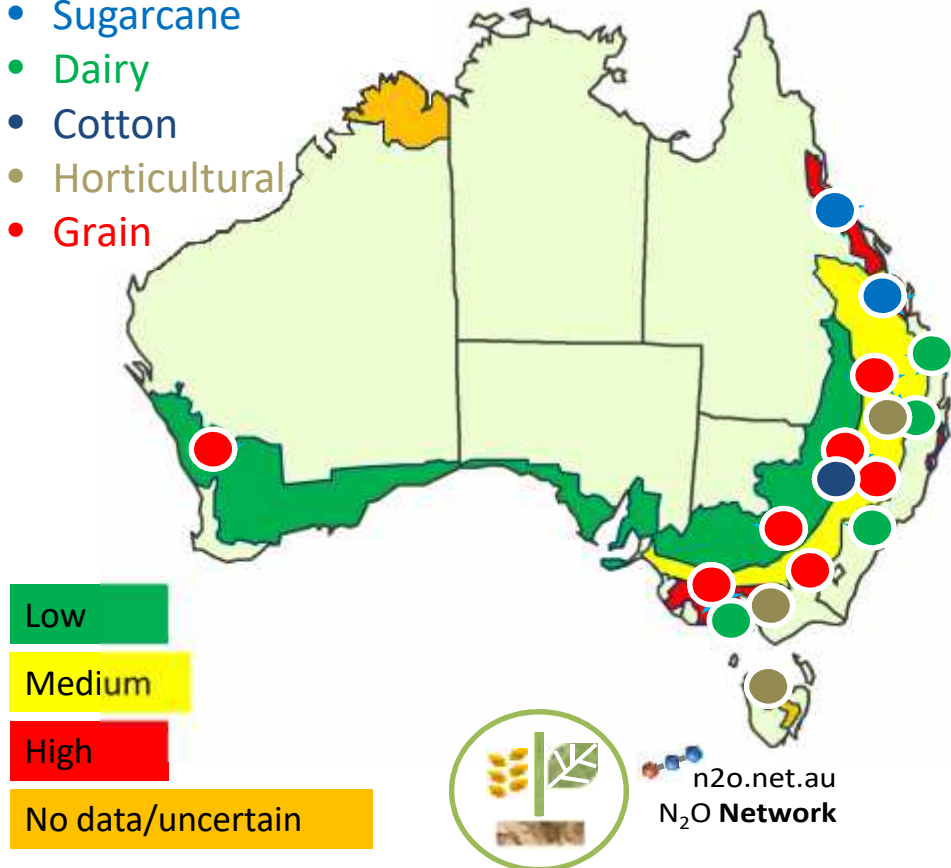 • Sugarcane
• Dairy
• Cotton
• Horticultural
• Grain
Low
Medium
High
No data/uncertain
n2o.net.au
N₂O Network